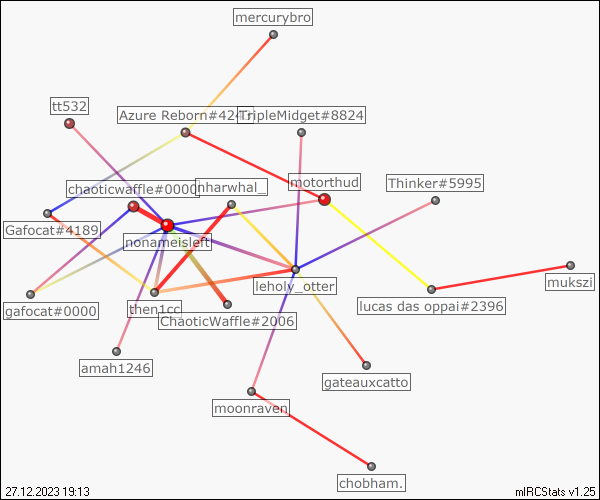 mercurybro
tt532
Azure Reborn#424
TripleMidget#8824
chaoticwaffle#0000
nharwhal_
motorthud
Thinker#5995
Gafocat#4189
nonameisleft
leholy_otter
mukszi
gafocat#0000
then1cc
ChaoticWaffle#2006
lucas das oppai#2396
amah1246
gateauxcatto
moonraven
chobham.
27.12.2023 19:13
mIRCStats v1.25